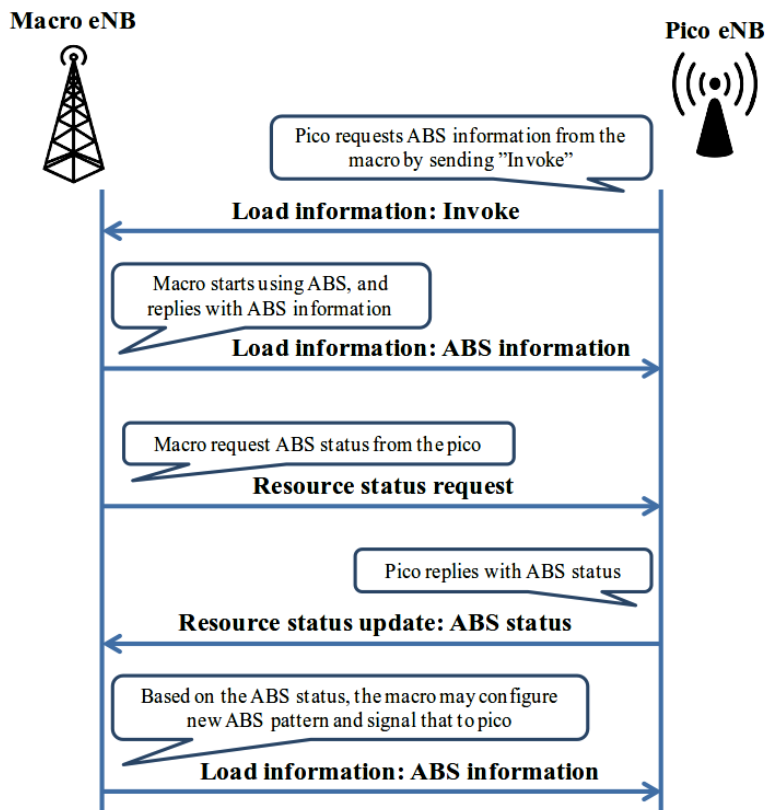 Macro eNB
Pico eNB
Pico requests ABS information from the
macro by sending ”Invoke”
Load information: Invoke
Macro starts using ABS, and
replies with ABS information
Load information: ABS information
Macro request ABS status from the pico
Resource status request
Pico replies with ABS status
Resource status update: ABS status
Based on the ABS status, the macro may configure
new ABS pattern and signal that to pico
Load information: ABS information